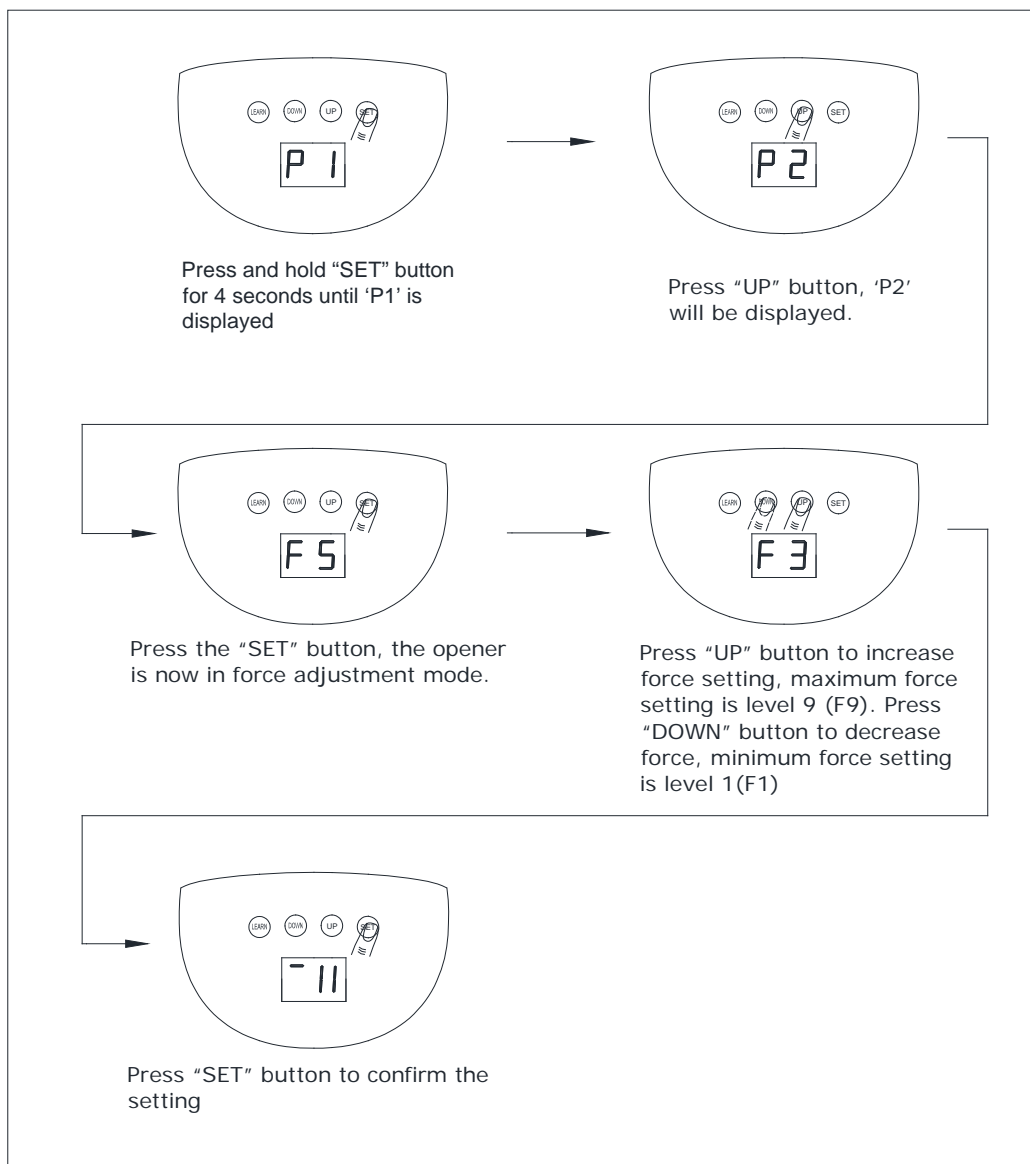 LEARN DOWN UP SET
P 1
Press and hold “SET” button
for 4 seconds until ‘P1’ is
displayed
LEARN DOWN UP SET
P 2
Press “UP” button, ‘P2’
will be displayed.
LEARN DOWN UP SET
F 5
Press the “SET” button, the opener
is now in force adjustment mode.
LEARN DOWN UP SET
F 3
Press “UP” button to increase
force setting, maximum force
setting is level 9 (F9). Press
“DOWN” button to decrease
force, minimum force setting
is level 1(F1)
LEARN DOWN UP SET
¯ 11
Press “SET” button to confirm the
setting